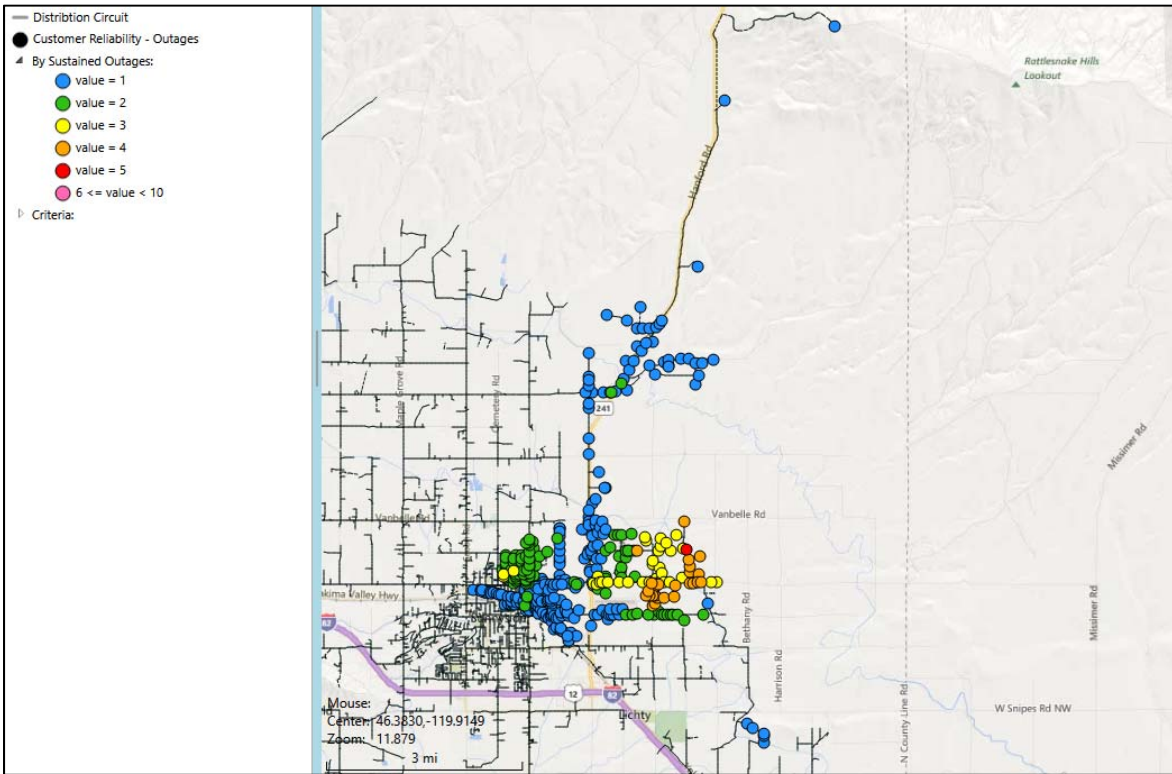 Distribtion Circuit
Customer Reliability - Outages
By Sustained Outages:
value = 1
value = 2
value = 3
value = 4
value = 5
6 <= value < 10
Criteria:
Rattlesnake Hills
Lookout
Hanford Rd
Maple Grove Rd
Cemetery Rd
241
Missimer Rd
Vanbelle Rd
Vanbelle Rd
akima Valley Hwy
82
Bethany Rd
Missimer Rd
Harrison Rd
N County Line Rd
12
82
Lichty
W Snipes Rd NW
Mouse:
Center: 46.3830,-119.9149
Zoom: 11.879
3 mi